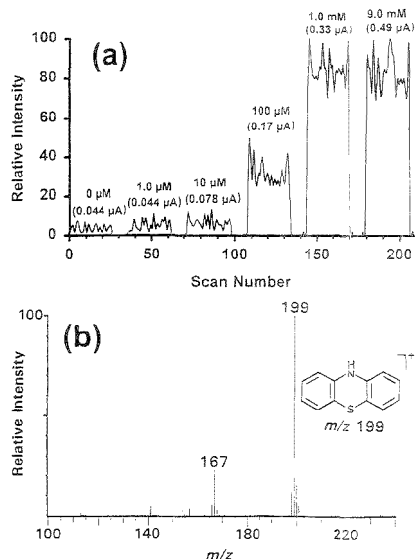 1.0 mM 9.0 mM
(0.33 µA) (0.49 µA)
100
(a)
80
100 µM
(0.17 µA)
Relative Intensity
60
40
0 µM 1.0 µM 10 µM
(0.044 µA) (0.044 µA) (0.078 µA)
20
0
0 50 100 150 200
Scan Number
(b)
100
199
H
N
S
m/z 199
⁺
Relative Intensity
167
100 140 180 220
m/z